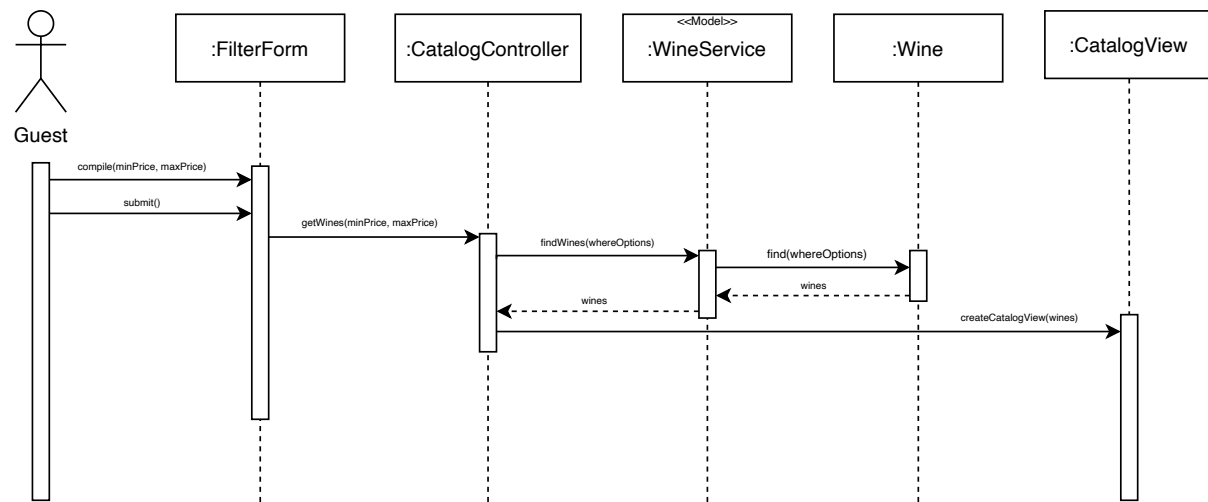 <<Model>>
:FilterForm
:CatalogController
:WineService
:Wine
:CatalogView
Guest
compile(minPrice, maxPrice)
submit()
getWines(minPrice, maxPrice)
findWines(whereOptions)
find(whereOptions)
wines
wines
createCatalogView(wines)